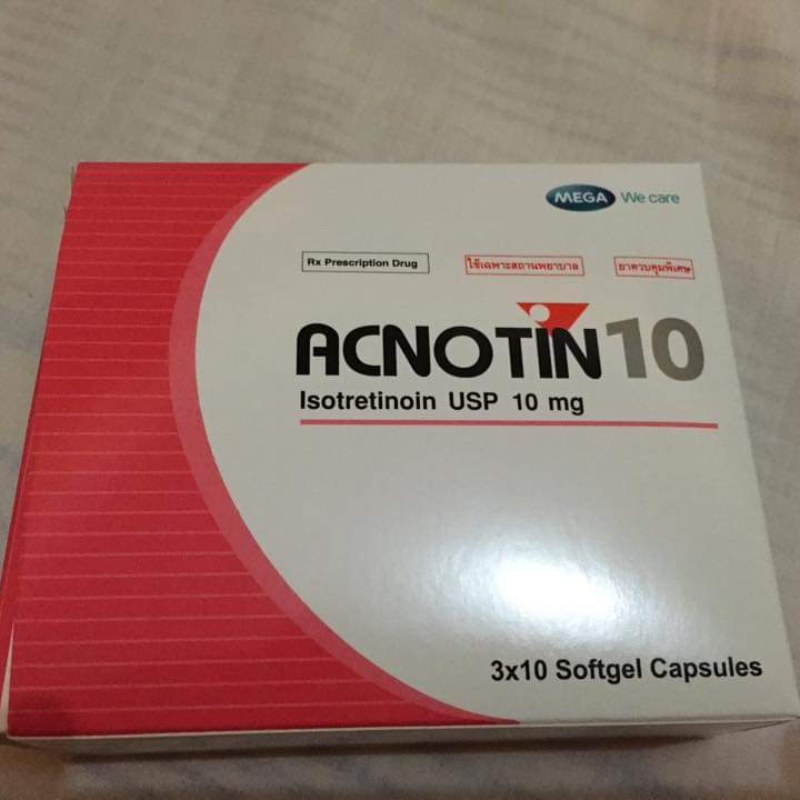 MEGA We care
Rx Prescription Drug
ใช้เฉพาะสถานพยาบาล
ยาควบคุมพิเศษ
ACNOTIN 10
Isotretinoin USP 10 mg
3x10 Softgel Capsules